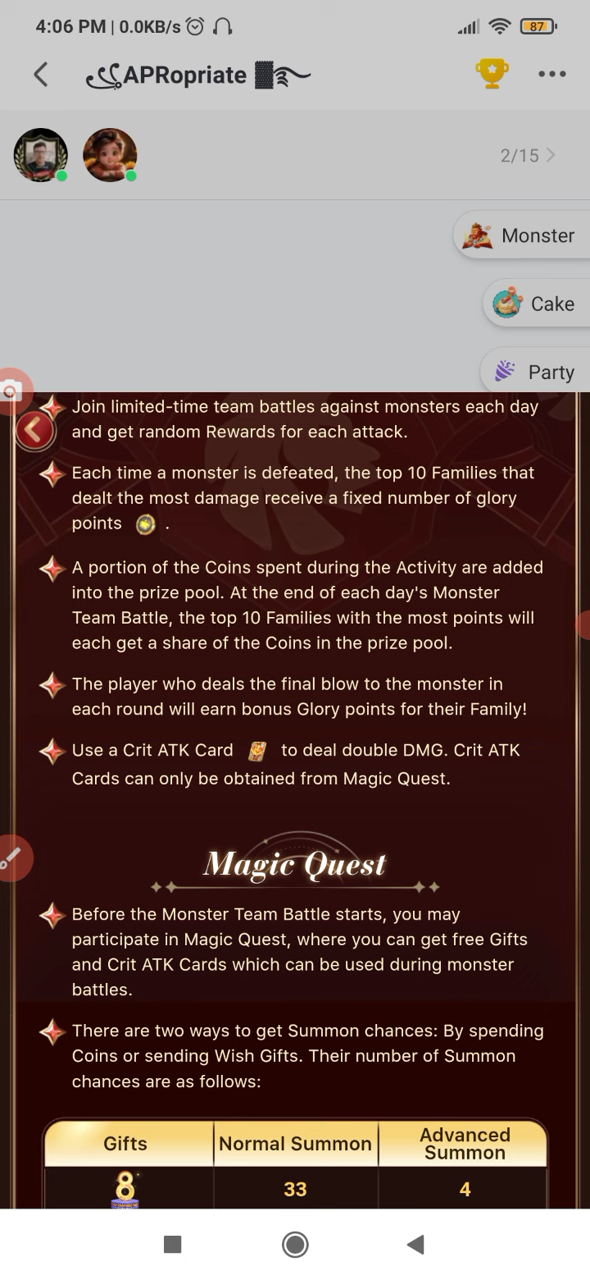 4:06 PM | 0.0KB/s
87
APRopriate
2/15
Monster
Cake
Party
Join limited-time team battles against monsters each day
and get random Rewards for each attack.
Each time a monster is defeated, the top 10 Families that
dealt the most damage receive a fixed number of glory
points .
A portion of the Coins spent during the Activity are added
into the prize pool. At the end of each day's Monster
Team Battle, the top 10 Families with the most points will
each get a share of the Coins in the prize pool.
The player who deals the final blow to the monster in
each round will earn bonus Glory points for their Family!
Use a Crit ATK Card to deal double DMG. Crit ATK
Cards can only be obtained from Magic Quest.
Magic Quest
Before the Monster Team Battle starts, you may
participate in Magic Quest, where you can get free Gifts
and Crit ATK Cards which can be used during monster
battles.
There are two ways to get Summon chances: By spending
Coins or sending Wish Gifts. Their number of Summon
chances are as follows:
Gifts Normal Summon Advanced Summon
8 33 4